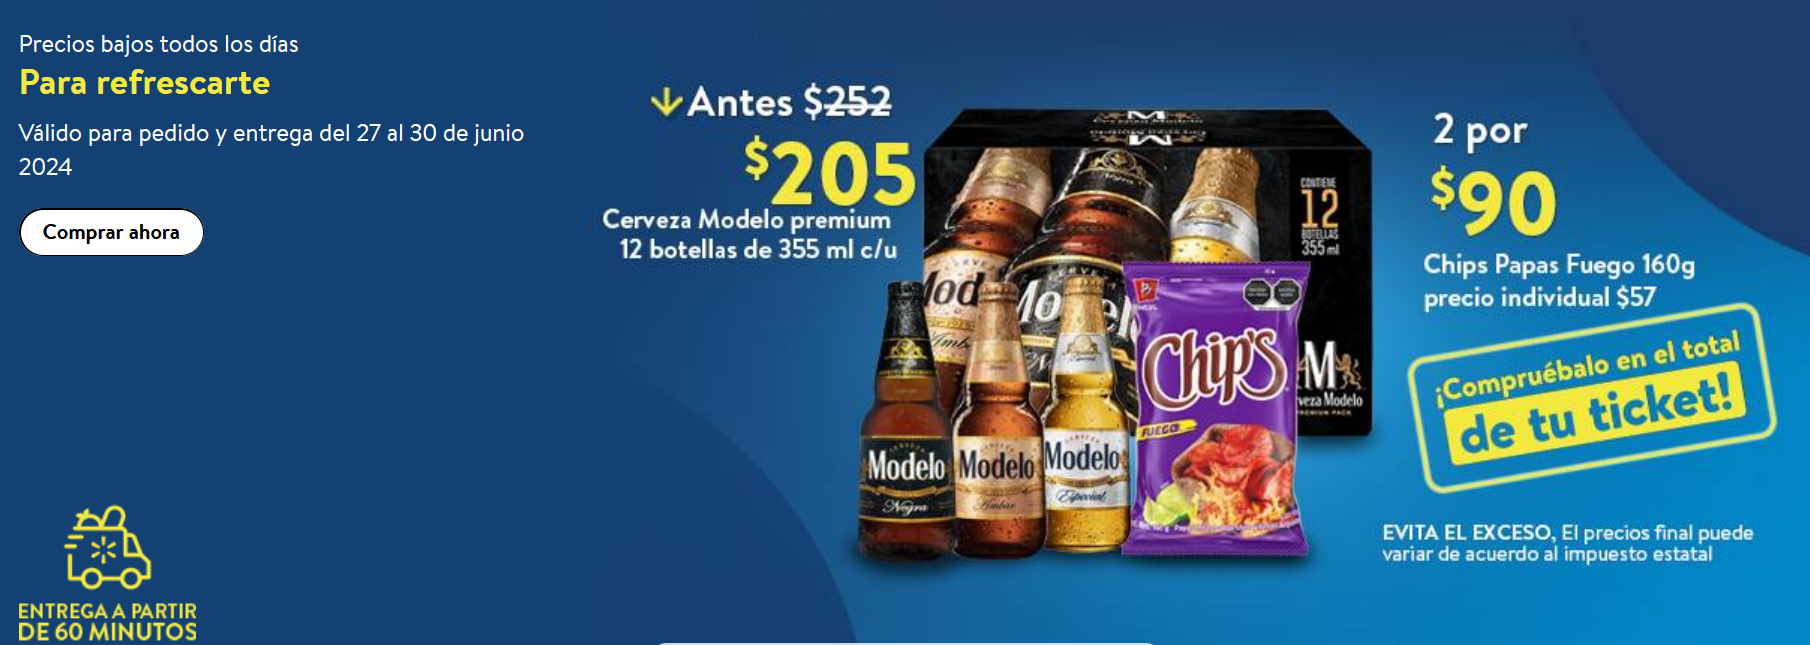 Precios bajos todos los días
Para refrescarte
Válido para pedido y entrega del 27 al 30 de junio
2024
Comprar ahora
ENTREGA A PARTIR
DE 60 MINUTOS
Antes $252
$205
Cerveza Modelo premium
12 botellas de 355 ml c/u
CONTIENE
12
BOTELLAS
355 ml
M
Cerveza Modelo
Modelo
Negra
Modelo
Ambar
Modelo
Especial
Chip's
FUEGO
2 por
$90
Chips Papas Fuego 160g
precio individual $57
¡Compruébalo en el total
de tu ticket!
EVITA EL EXCESO, El precios final puede
variar de acuerdo al impuesto estatal